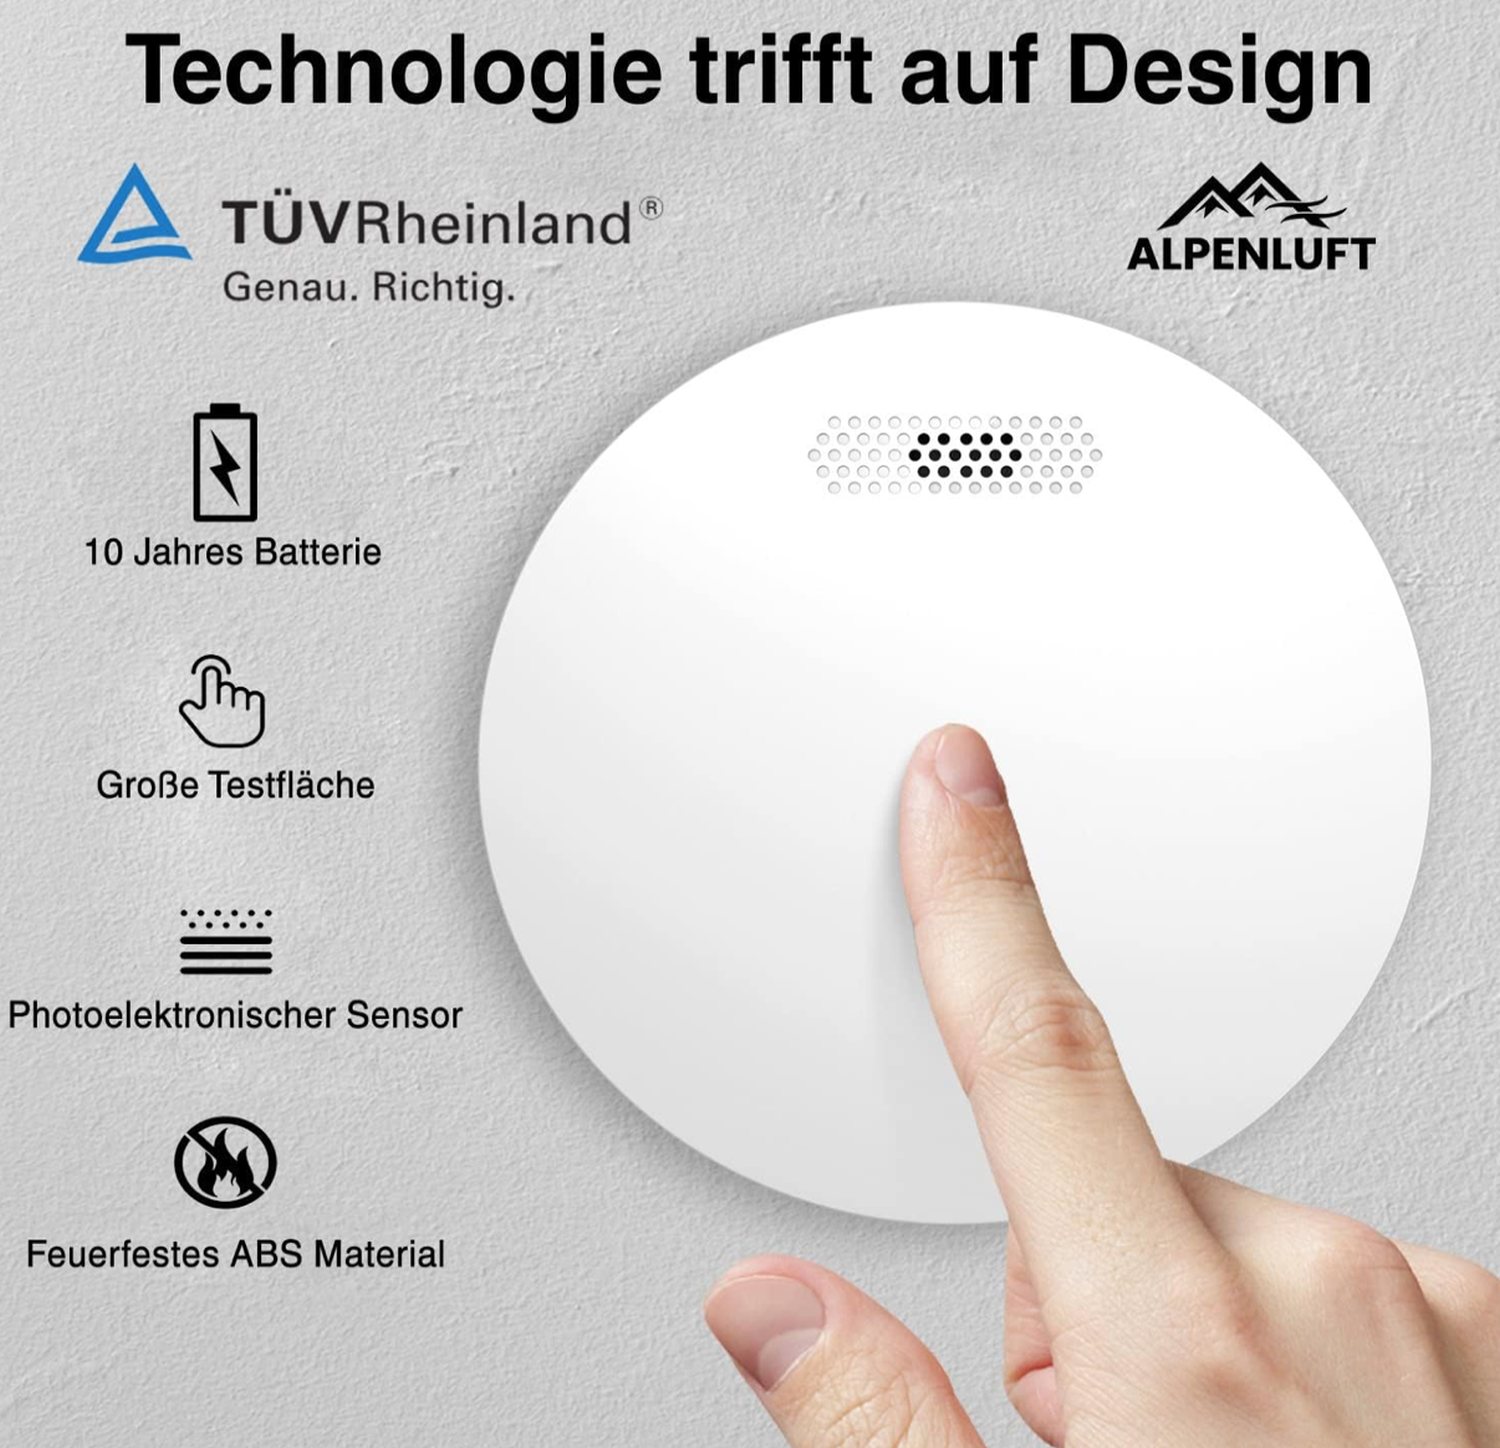 Technologie trifft auf Design
TÜVRheinland®
Genau. Richtig.
ALPENLUFT
10 Jahres Batterie
Große Testfläche
Photoelektronischer Sensor
Feuerfestes ABS Material